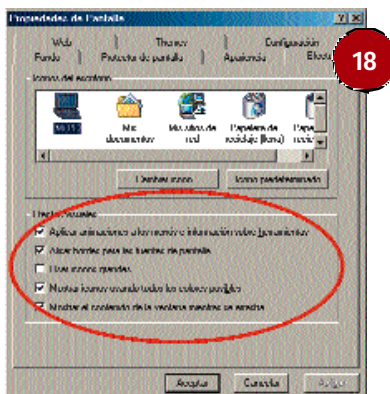 Propiedades de Pantalla
Web Themes Configuración
Fondo Protector de pantalla Apariencia Efectos
18
Iconos del escritorio
Mis documentos
Mis sitios de red
Papelera de reciclaje (llena)
Cambiar icono
Icono predeterminado
Efectos visuales
Aplicar animaciones a los menús e información sobre herramientas
Alisar bordes para las fuentes de pantalla
Usar iconos grandes
Mostrar iconos usando todos los colores posibles
Mostrar el contenido de la ventana mientras se arrastra
Aceptar Cancelar Aplicar